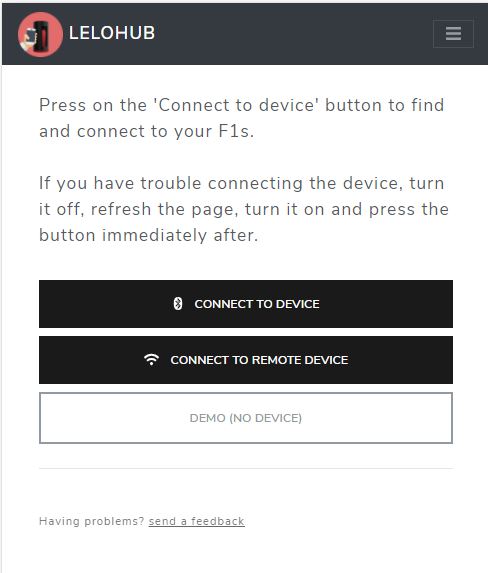 LELOHUB
Press on the 'Connect to device' button to find
and connect to your F1s.
If you have trouble connecting the device, turn
it off, refresh the page, turn it on and press the
button immediately after.
CONNECT TO DEVICE
CONNECT TO REMOTE DEVICE
DEMO (NO DEVICE)
Having problems? send a feedback